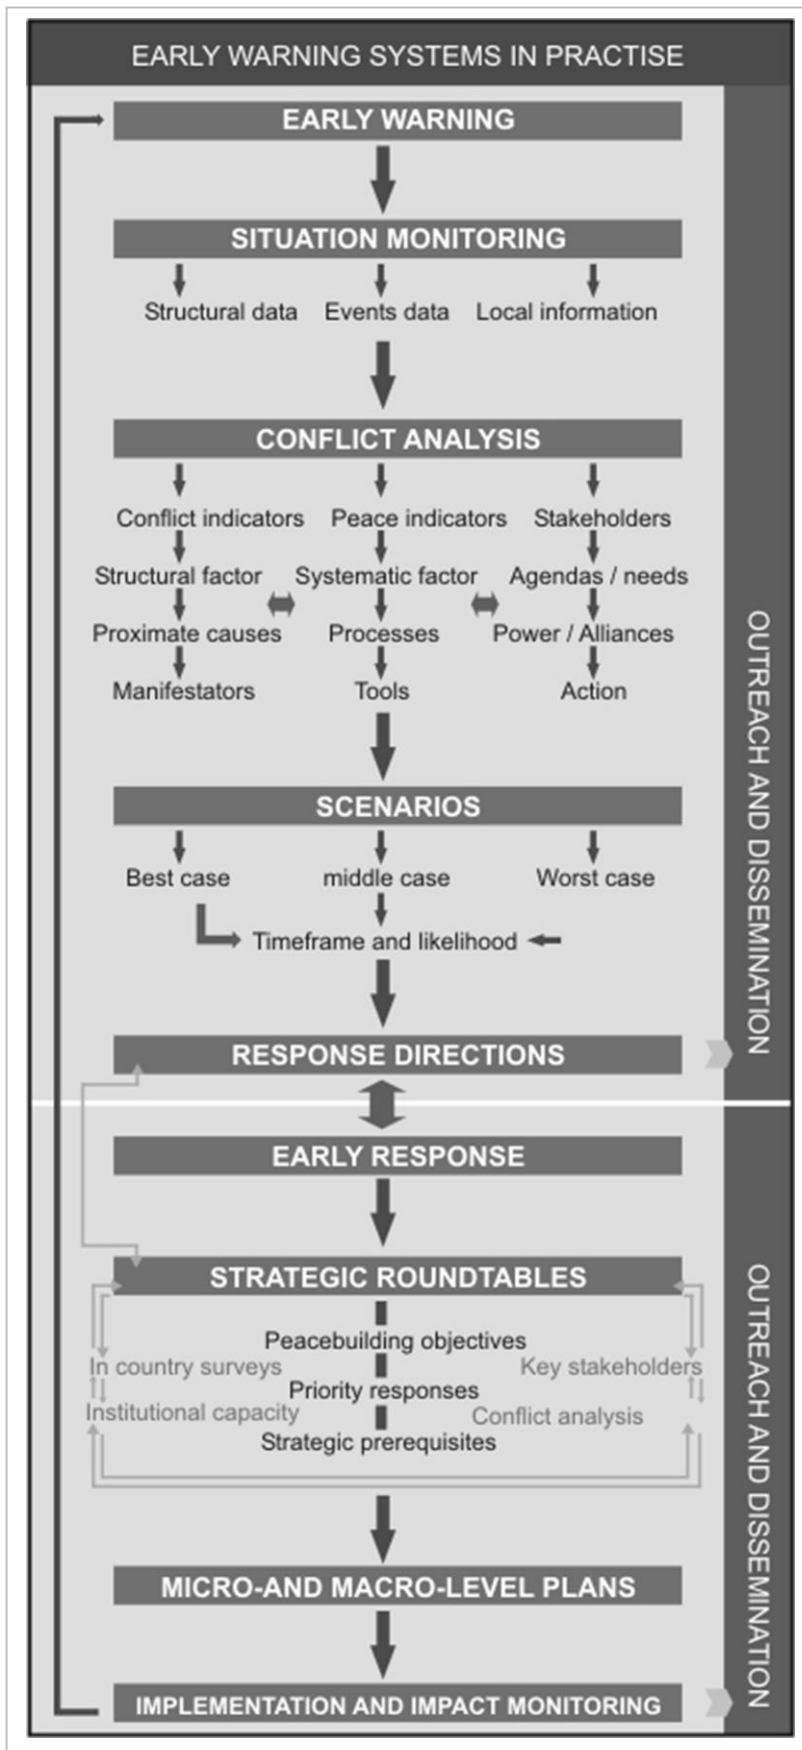 EARLY WARNING SYSTEMS IN PRACTISE
EARLY WARNING
SITUATION MONITORING
Structural data Events data Local information
CONFLICT ANALYSIS
Conflict indicators Peace indicators Stakeholders
Structural factor Systematic factor Agendas / needs
Proximate causes Processes Power / Alliances
Manifestators Tools Action
SCENARIOS
Best case middle case Worst case
Timeframe and likelihood
RESPONSE DIRECTIONS
OUTREACH AND DISSEMINATION
EARLY RESPONSE
STRATEGIC ROUNDTABLES
Peacebuilding objectives
In country surveys Key stakeholders
Priority responses
Institutional capacity Conflict analysis
Strategic prerequisites
MICRO-AND MACRO-LEVEL PLANS
IMPLEMENTATION AND IMPACT MONITORING
OUTREACH AND DISSEMINATION